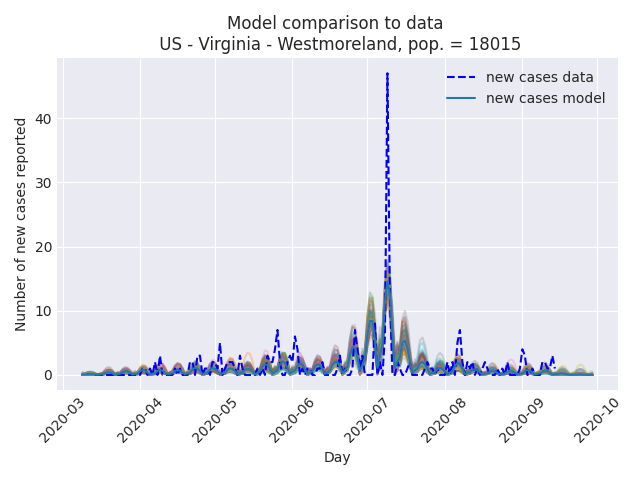 Model comparison to data
US - Virginia - Westmoreland, pop. = 18015
new cases data
new cases model
Number of new cases reported
40
30
20
10
0
2020-03
2020-04
2020-05
2020-06
2020-07
2020-08
2020-09
2020-10
Day